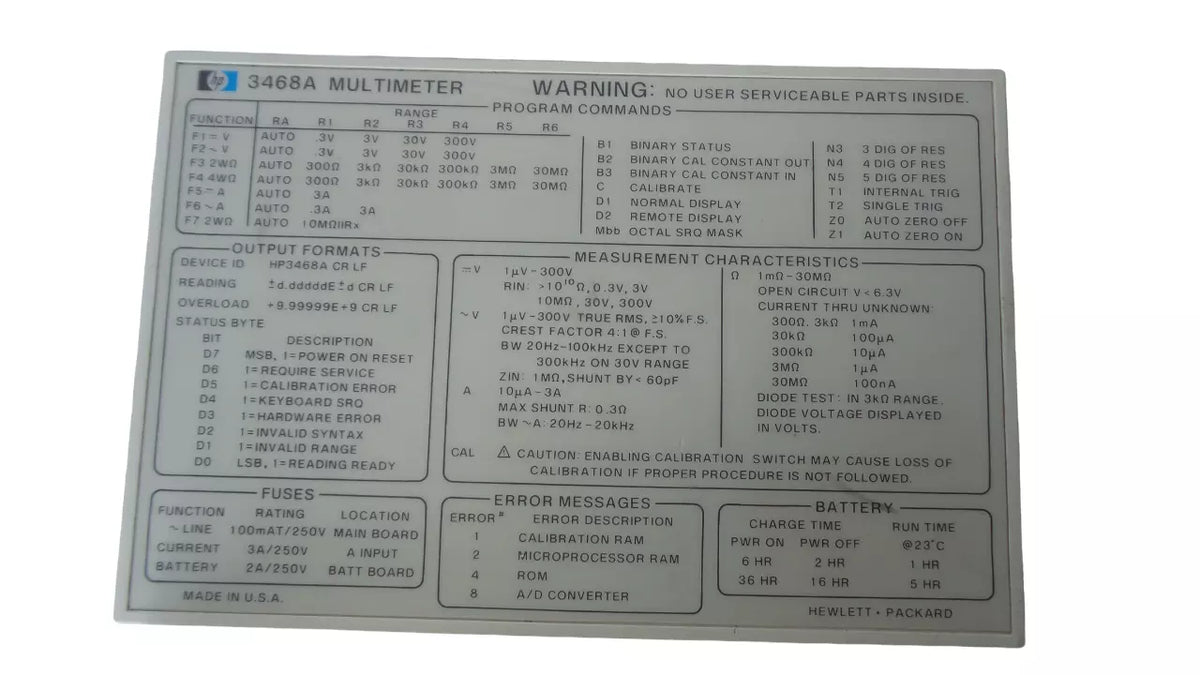 hp 3468A MULTIMETER WARNING: NO USER SERVICEABLE PARTS INSIDE.
PROGRAM COMMANDS
RANGE
FUNCTION RA R1 R2 R3 R4 R5 R6
F1 ⎓ V AUTO .3V 3V 30V 300V
F2 ~ V AUTO .3V 3V 30V 300V
F3 2WΩ AUTO 300Ω 3kΩ 30kΩ 300kΩ 3MΩ 30MΩ
F4 4WΩ AUTO 300Ω 3kΩ 30kΩ 300kΩ 3MΩ 30MΩ
F5 ⎓ A AUTO 3A
F6 ~ A AUTO .3A 3A
F7 2WΩ AUTO 10MΩIIRx
B1 BINARY STATUS
B2 BINARY CAL CONSTANT OUT
B3 BINARY CAL CONSTANT IN
C CALIBRATE
D1 NORMAL DISPLAY
D2 REMOTE DISPLAY
Mbb OCTAL SRQ MASK
N3 3 DIG OF RES
N4 4 DIG OF RES
N5 5 DIG OF RES
T1 INTERNAL TRIG
T2 SINGLE TRIG
Z0 AUTO ZERO OFF
Z1 AUTO ZERO ON
OUTPUT FORMATS
DEVICE ID HP3468A CR LF
READING ±d.dddddE±d CR LF
OVERLOAD +9.99999E+9 CR LF
STATUS BYTE
BIT DESCRIPTION
D7 MSB, 1=POWER ON RESET
D6 1=REQUIRE SERVICE
D5 1=CALIBRATION ERROR
D4 1=KEYBOARD SRQ
D3 1=HARDWARE ERROR
D2 1=INVALID SYNTAX
D1 1=INVALID RANGE
D0 LSB, 1=READING READY
MEASUREMENT CHARACTERISTICS
⎓V 1µV-300V
RIN: >10¹⁰Ω, 0.3V, 3V
10MΩ, 30V, 300V
~V 1µV-300V TRUE RMS, ≥10% F.S.
CREST FACTOR 4:1 @ F.S.
BW 20Hz-100kHz EXCEPT TO
300kHz ON 30V RANGE
ZIN: 1MΩ, SHUNT BY < 60pF
A 10µA-3A
MAX SHUNT R: 0.3Ω
BW ~A: 20Hz-20kHz
Ω 1mΩ-30MΩ
OPEN CIRCUIT V < 6.3V
CURRENT THRU UNKNOWN:
300Ω, 3kΩ 1mA
30kΩ 100µA
300kΩ 10µA
3MΩ 1µA
30MΩ 100nA
DIODE TEST: IN 3kΩ RANGE.
DIODE VOLTAGE DISPLAYED
IN VOLTS.
CAL ⚠ CAUTION: ENABLING CALIBRATION SWITCH MAY CAUSE LOSS OF
CALIBRATION IF PROPER PROCEDURE IS NOT FOLLOWED.
FUSES
FUNCTION RATING LOCATION
~ LINE 100mAT/250V MAIN BOARD
CURRENT 3A/250V A INPUT
BATTERY 2A/250V BATT BOARD
ERROR MESSAGES
ERROR # ERROR DESCRIPTION
1 CALIBRATION RAM
2 MICROPROCESSOR RAM
4 ROM
8 A/D CONVERTER
BATTERY
CHARGE TIME RUN TIME
PWR ON PWR OFF @23°C
6 HR 2 HR 1 HR
36 HR 16 HR 5 HR
MADE IN U.S.A.
HEWLETT • PACKARD